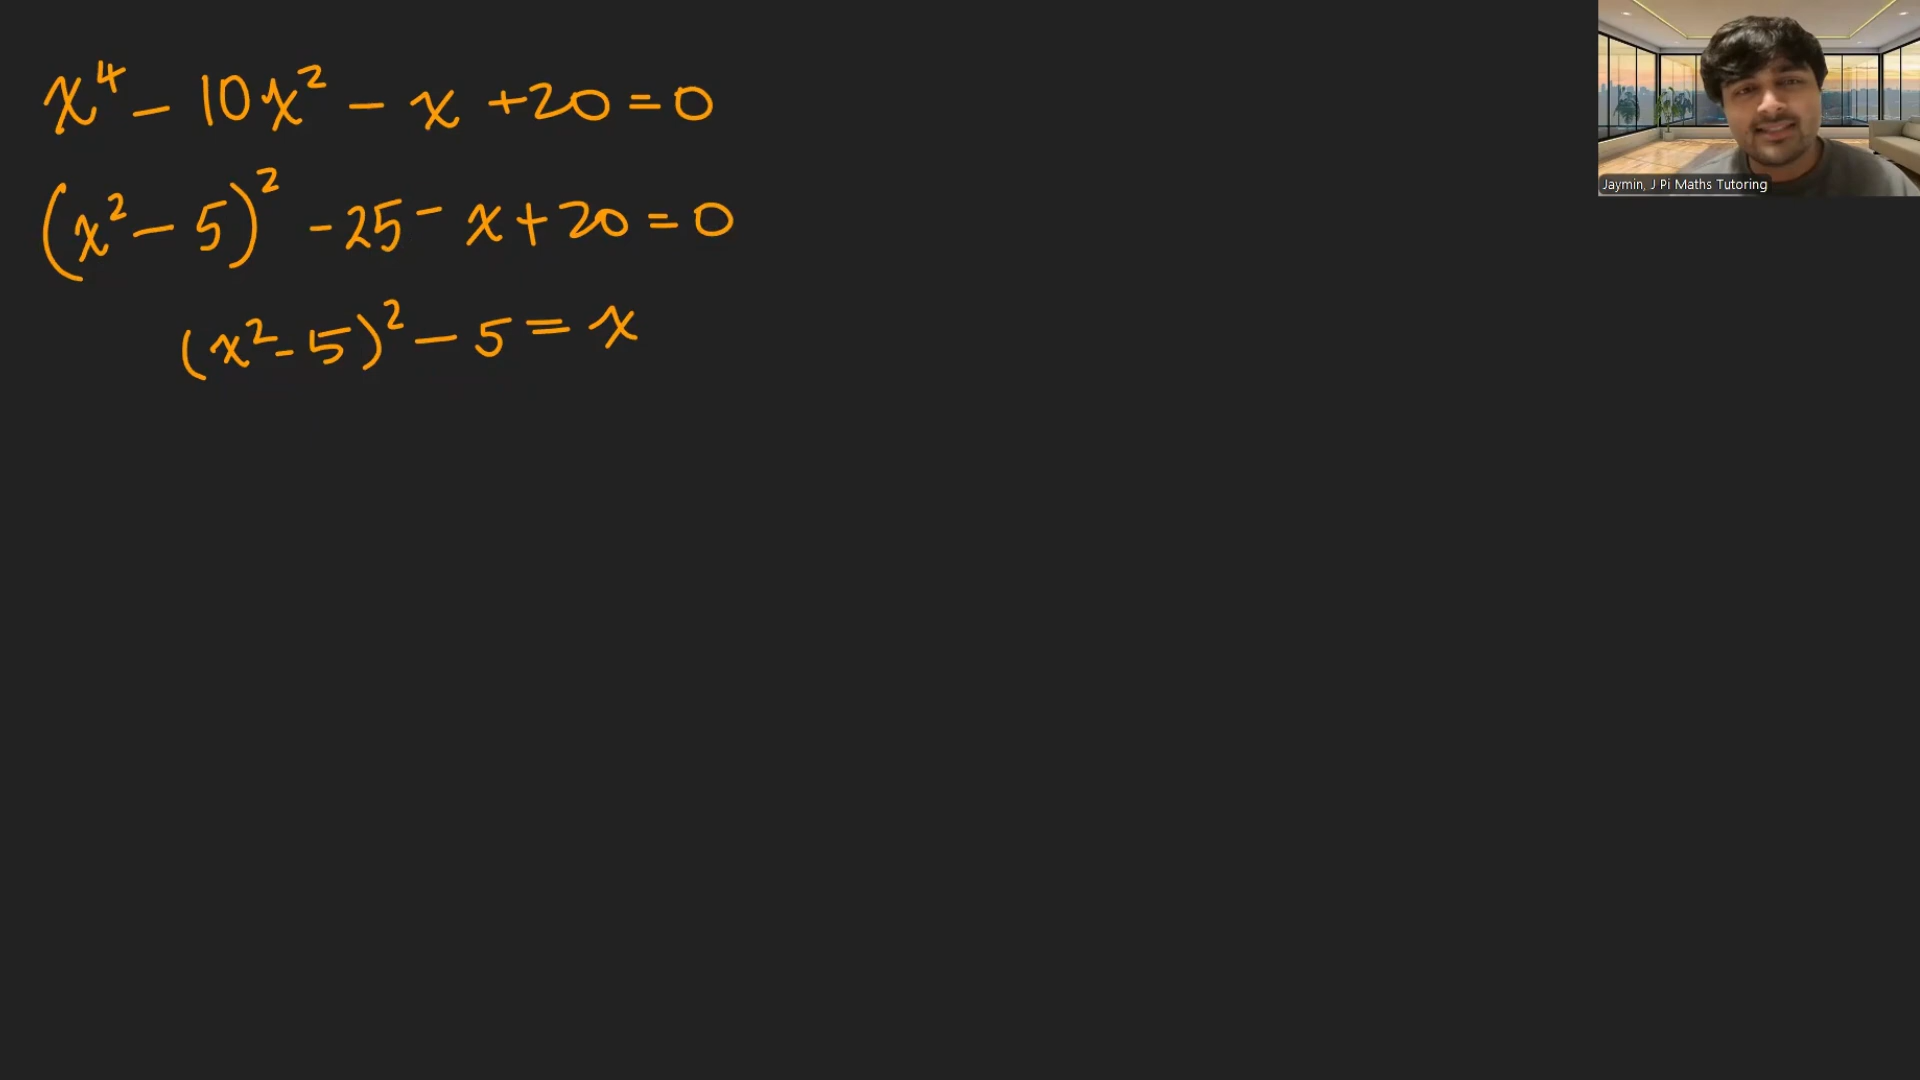 x⁴ - 10x² - x + 20 = 0
(x² - 5)² - 25 - x + 20 = 0
(x² - 5)² - 5 = x
Jaymin, J Pi Maths Tutoring